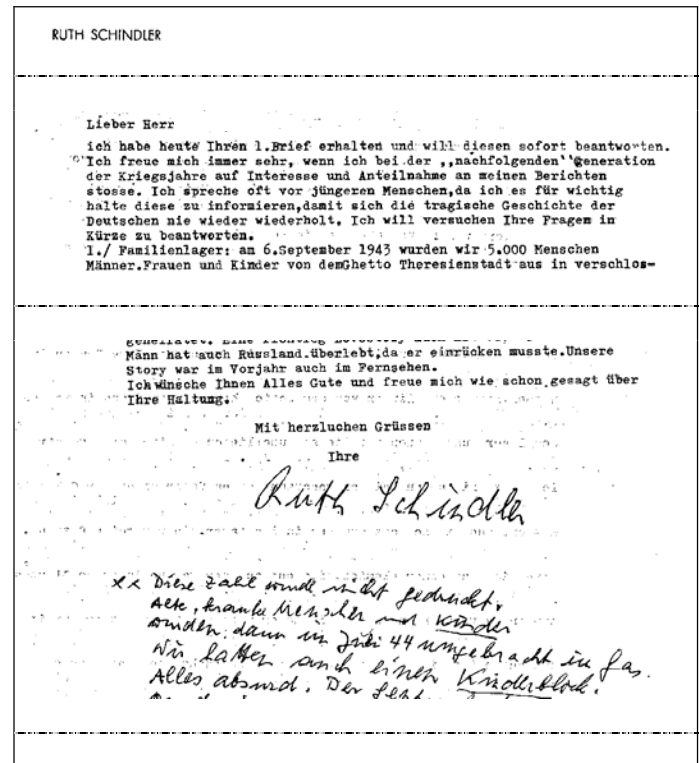 RUTH SCHINDLER
Lieber Herr
ich habe heute Ihren 1.Brief erhalten und will diesen sofort beantworten.
Ich freue mich immer sehr, wenn ich bei der ,,nachfolgenden'' Generation
der Kriegsjahre auf Interesse und Anteilnahme an meinen Berichten
stosse. Ich spreche oft vor jüngeren Menschen,da ich es für wichtig
halte diese zu informieren,damit sich die tragische Geschichte der
Deutschen nie wieder wiederholt. Ich will versuchen Ihre Fragen in
Kürze zu beantworten.
1./ Familienlager: am 6.September 1943 wurden wir 5.000 Menschen
Männer.Frauen und Kinder von demGhetto Theresienstadt aus in verschlos-
Mann hat auch Russland überlebt,da er einrücken musste.Unsere
Story war im Vorjahr auch im Fernsehen.
Ich wünsche Ihnen Alles Gute und freue mich wie schon gesagt über
Ihre Haltung.
Mit herzluchen Grüssen
Ihre
Ruth Schindler
xx Diese Zahl wurde nicht gedruckt.
Alte, kranke Menschen und Kinder
wurden dann im Juli 44 umgebracht in Gas.
Wir hatten auch einen Kinderblock.
Alles absurd. Der